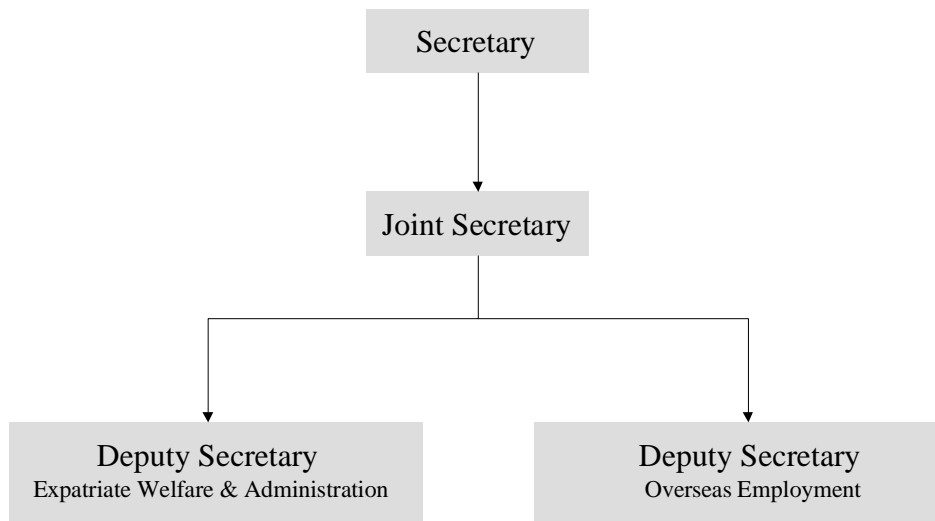 Secretary
Joint Secretary
Deputy Secretary
Expatriate Welfare & Administration
Deputy Secretary
Overseas Employment